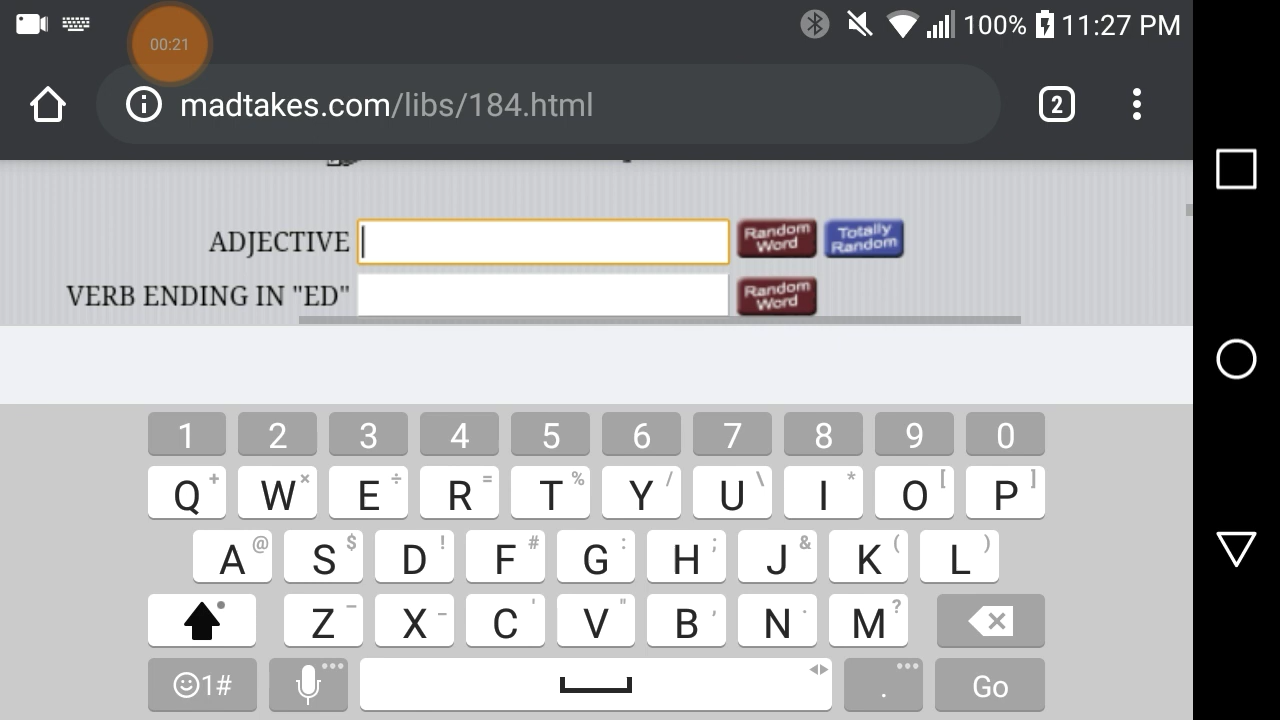 00:21 100% 11:27 PM
madtakes.com/libs/184.html 2
ADJECTIVE Random Word Totally Random
VERB ENDING IN "ED" Random Word
1 2 3 4 5 6 7 8 9 0
Q + W × E ÷ R = T % Y / U \ I * O [ P ]
A @ S $ D ! F # G : H ; J & K ( L )
Z - X _ C ' V " B , N . M ?
1# . Go